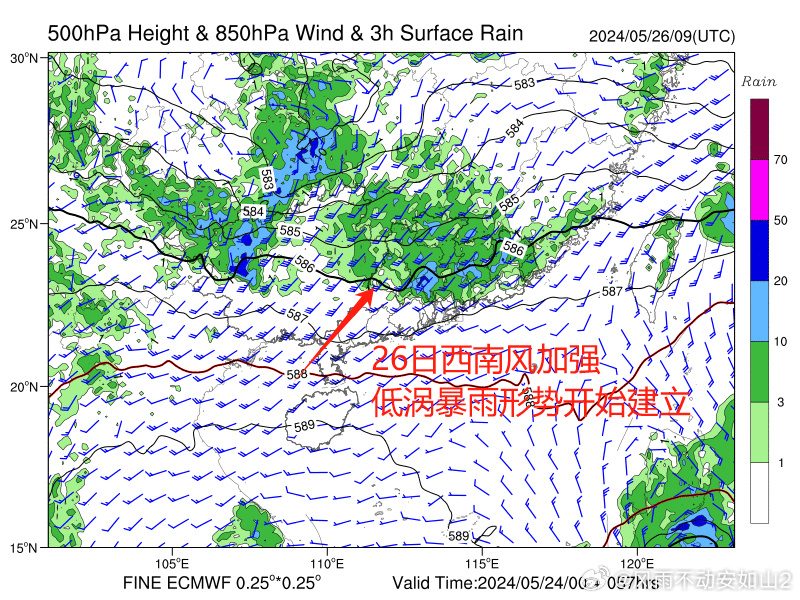 500hPa Height & 850hPa Wind & 3h Surface Rain
2024/05/26/09(UTC)
30°N
Rain
583
584
70
583
585
584
25°N
585
50
586
586
587
587
20
26日西南风加强
588
20°N
低涡暴雨形势开始建立
588
10
589
3
1
589
15°N
105°E
110°E
115°E
120°E
FINE ECMWF 0.25°*0.25°
Valid Time:2024/05/24/00 + 057hrs
@风雨不动安如山2